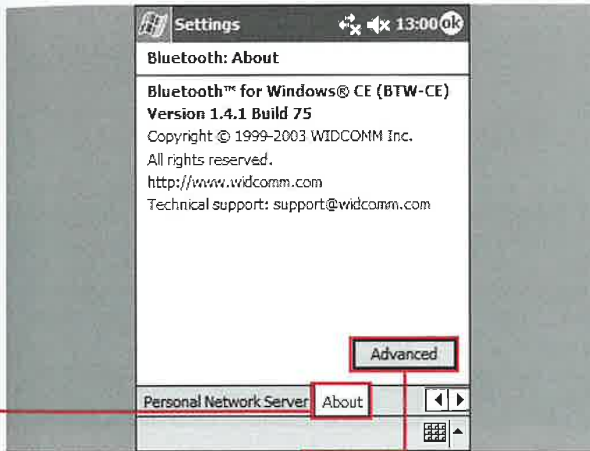 Settings 13:00 ok
Bluetooth: About
Bluetooth™ for Windows® CE (BTW-CE)
Version 1.4.1 Build 75
Copyright © 1999-2003 WIDCOMM Inc.
All rights reserved.
http://www.widcomm.com
Technical support: support@widcomm.com
Advanced
Personal Network Server About